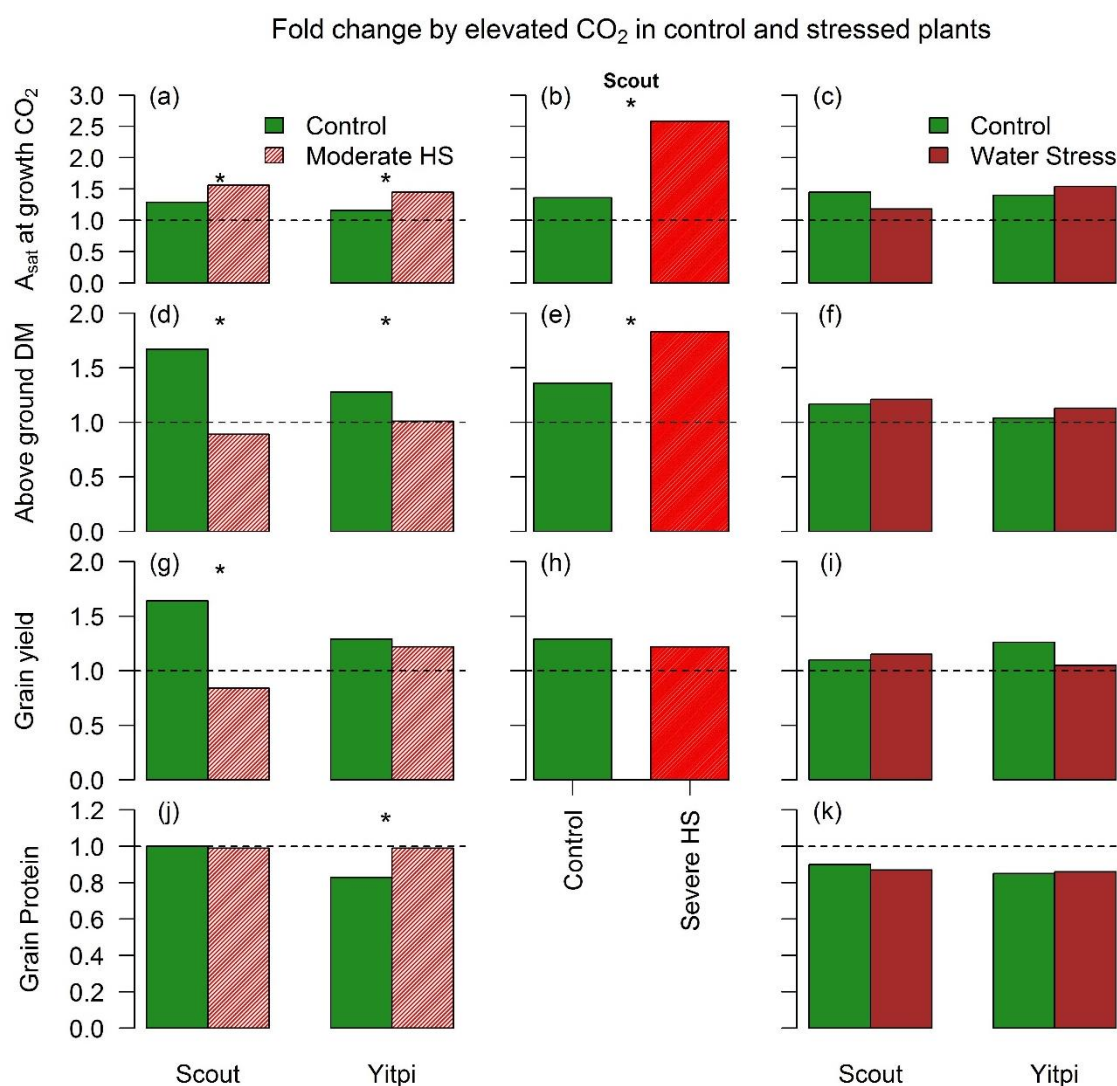 Fold change by elevated CO₂ in control and stressed plants
A_sat at growth CO₂
3.0
2.5
2.0
1.5
1.0
0.5
0.0
(a)
Control
Moderate HS
*
*
(b)
Scout
*
(c)
Control
Water Stress
Above ground DM
2.0
1.5
1.0
0.5
0.0
(d)
*
*
(e)
*
(f)
Grain yield
2.0
1.5
1.0
0.5
0.0
(g)
*
(h)
Control
Severe HS
(i)
Grain Protein
1.2
1.0
0.8
0.6
0.4
0.2
0.0
(j)
*
(k)
Scout
Yitpi
Scout
Yitpi